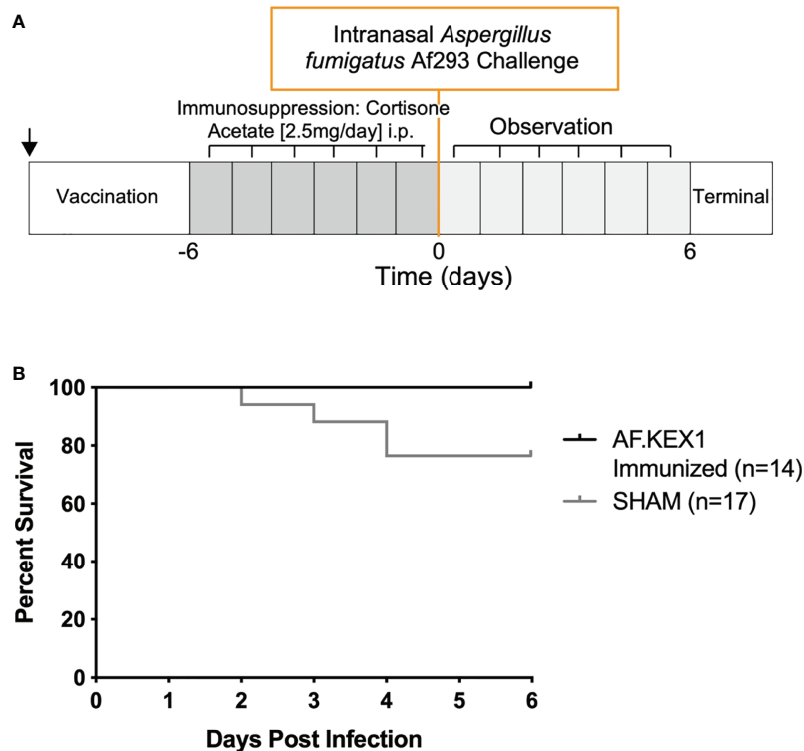 A
Intranasal Aspergillus
fumigatus Af293 Challenge
Immunosuppression: Cortisone
Acetate [2.5mg/day] i.p.
Observation
Vaccination
Terminal
-6
0
6
Time (days)
B
100
80
60
40
20
0
Percent Survival
0 1 2 3 4 5 6
Days Post Infection
AF.KEX1
Immunized (n=14)
SHAM (n=17)